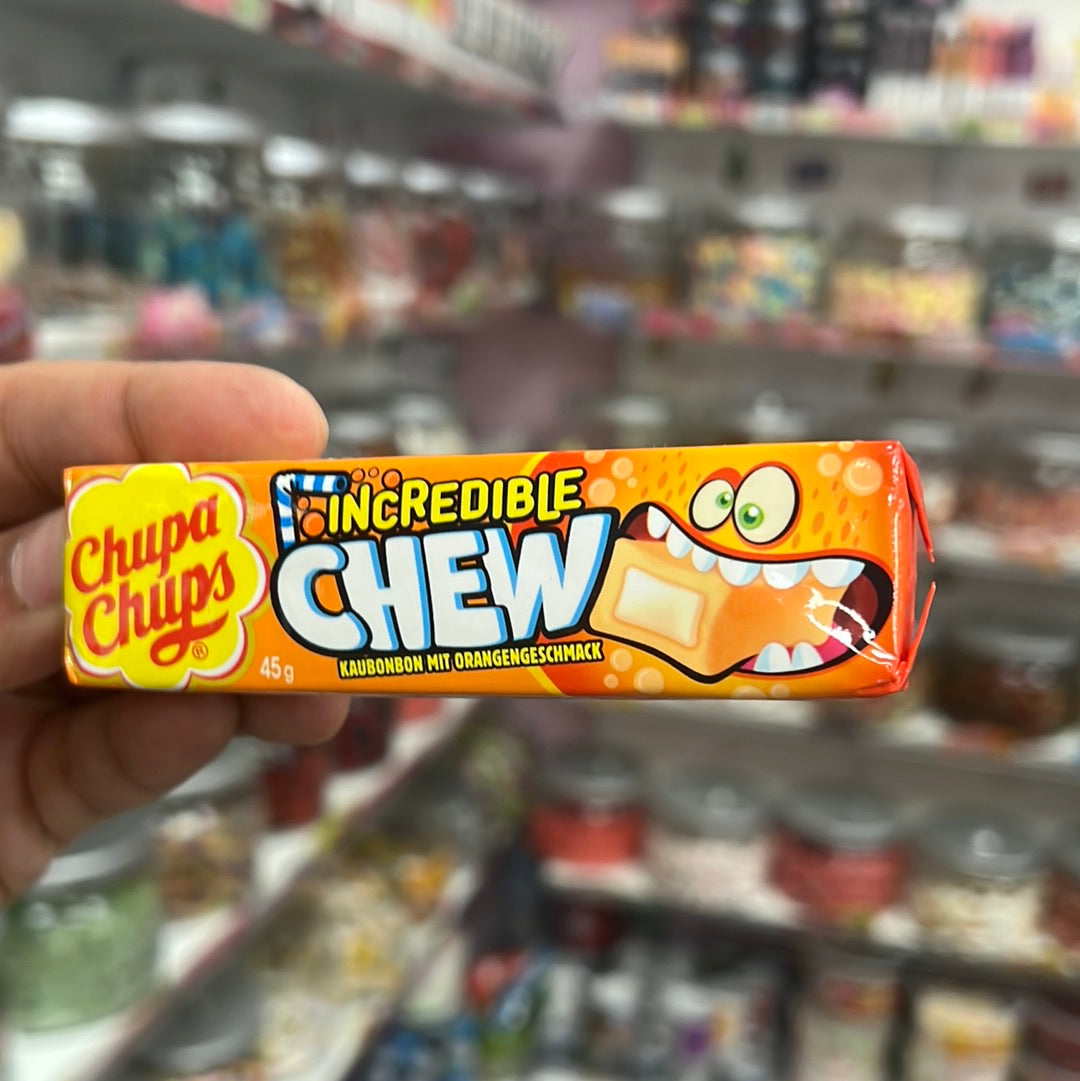 Chupa
Chups®
45g
INCREDIBLE
CHEW
KAUBONBON MIT ORANGENGESCHMACK